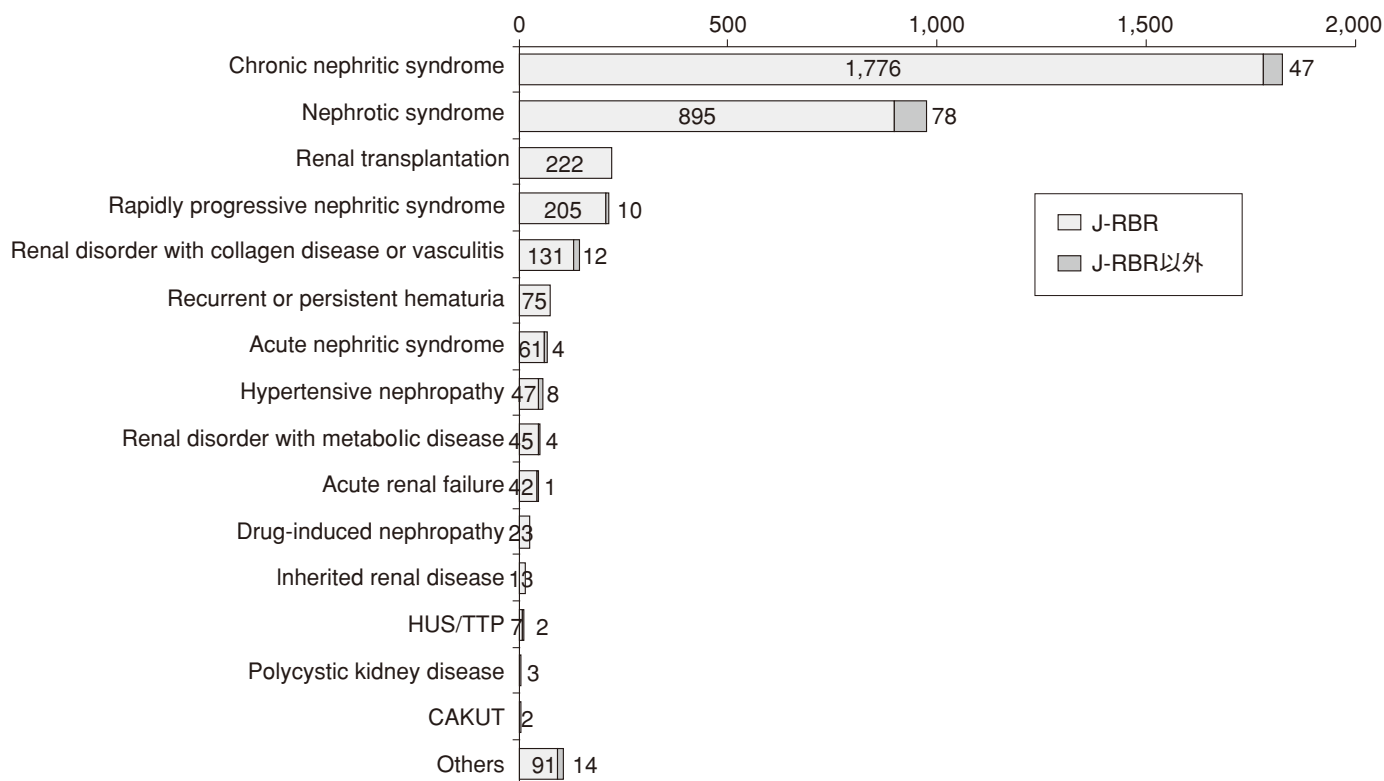 0 500 1,000 1,500 2,000
Chronic nephritic syndrome 1,776 47
Nephrotic syndrome 895 78
Renal transplantation 222
Rapidly progressive nephritic syndrome 205 10
J-RBR
Renal disorder with collagen disease or vasculitis 131 12
J-RBR以外
Recurrent or persistent hematuria 75
Acute nephritic syndrome 61 4
Hypertensive nephropathy 47 8
Renal disorder with metabolic disease 45 4
Acute renal failure 42 1
Drug-induced nephropathy 23
Inherited renal disease 13
HUS/TTP 7 2
Polycystic kidney disease 3
CAKUT 2
Others 91 14